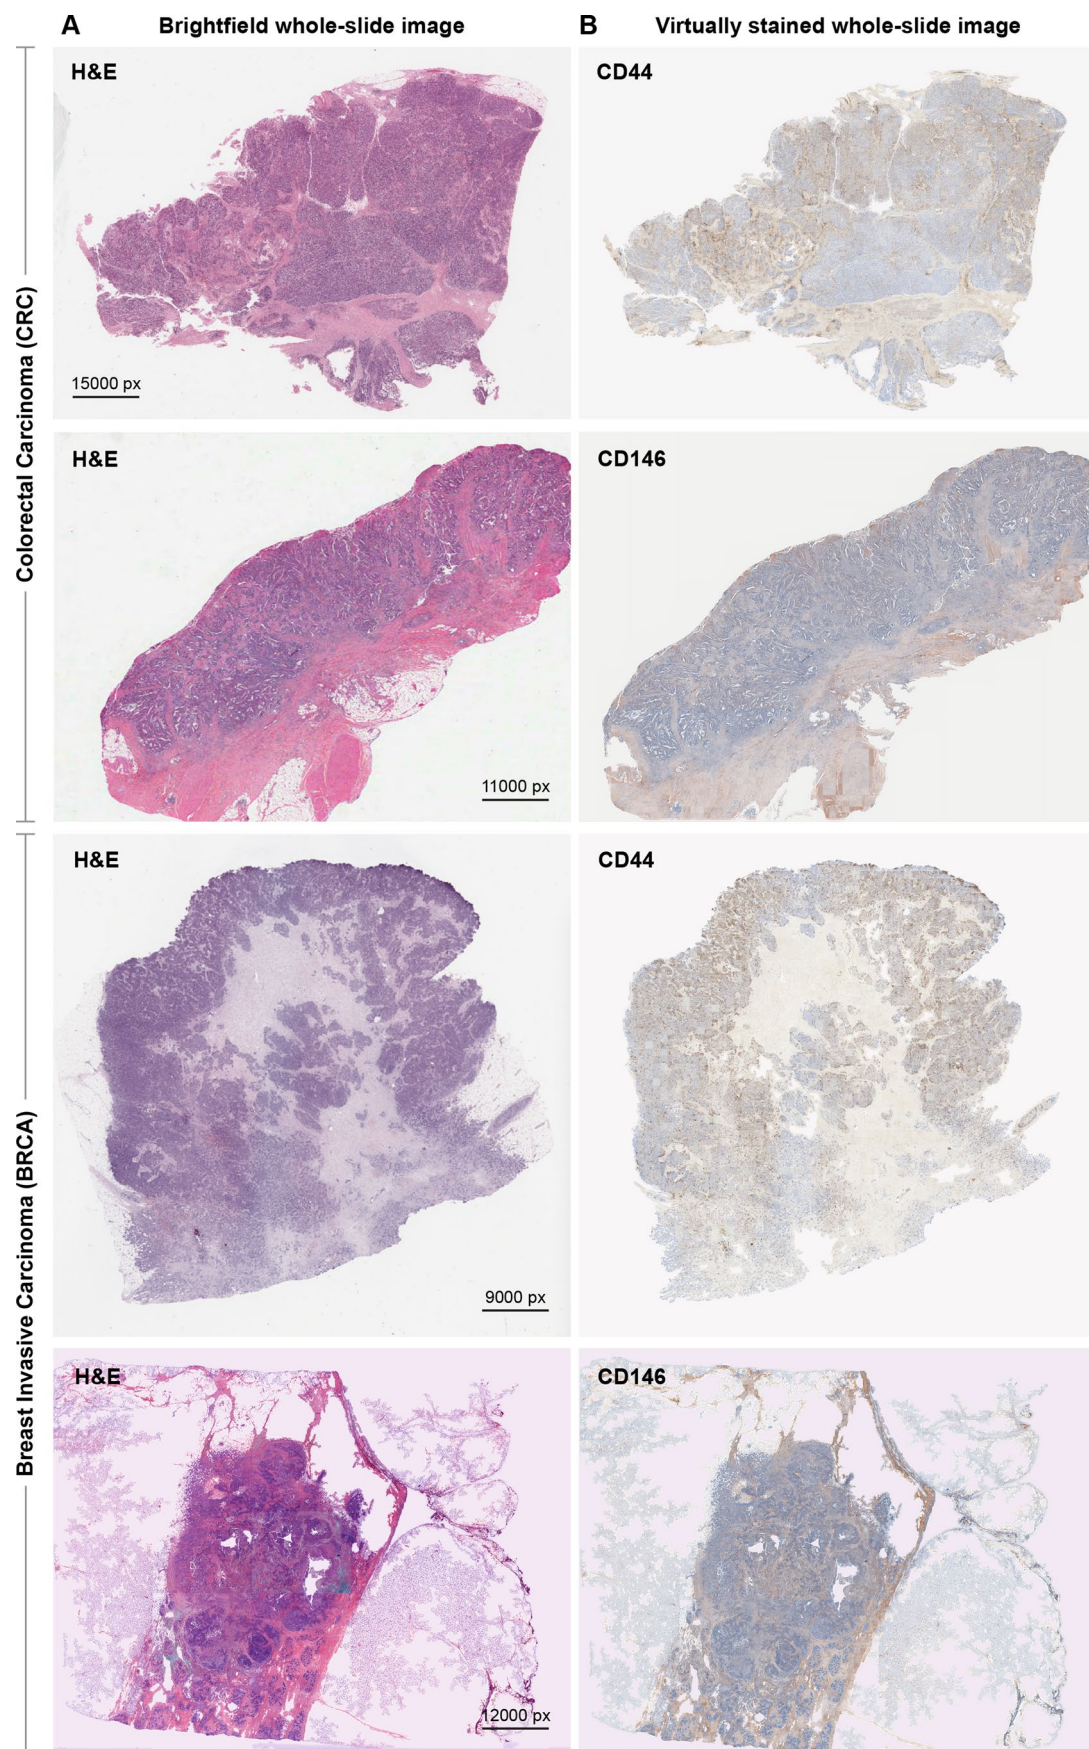 A Brightfield whole-slide image
B Virtually stained whole-slide image
Colorectal Carcinoma (CRC)
H&E
15000 px
CD44
H&E
11000 px
CD146
Breast Invasive Carcinoma (BRCA)
H&E
9000 px
CD44
H&E
12000 px
CD146